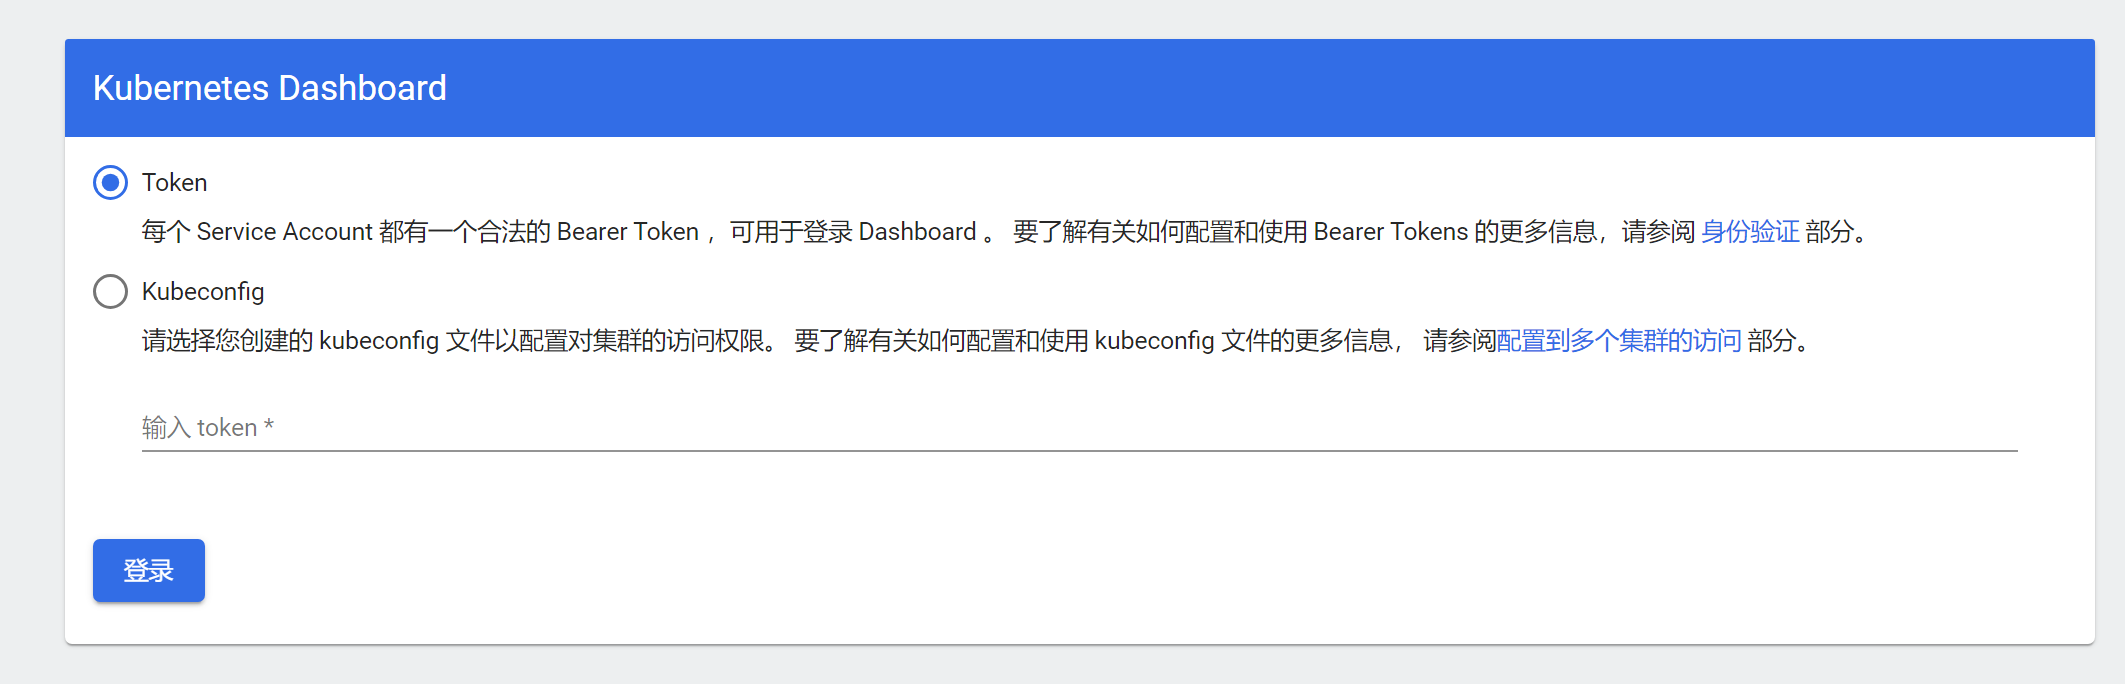 Kubernetes Dashboard
Token
每个 Service Account 都有一个合法的 Bearer Token ，可用于登录 Dashboard 。 要了解有关如何配置和使用 Bearer Tokens 的更多信息，请参阅 身份验证 部分。
Kubeconfig
请选择您创建的 kubeconfig 文件以配置对集群的访问权限。 要了解有关如何配置和使用 kubeconfig 文件的更多信息， 请参阅配置到多个集群的访问 部分。
输入 token *
登录